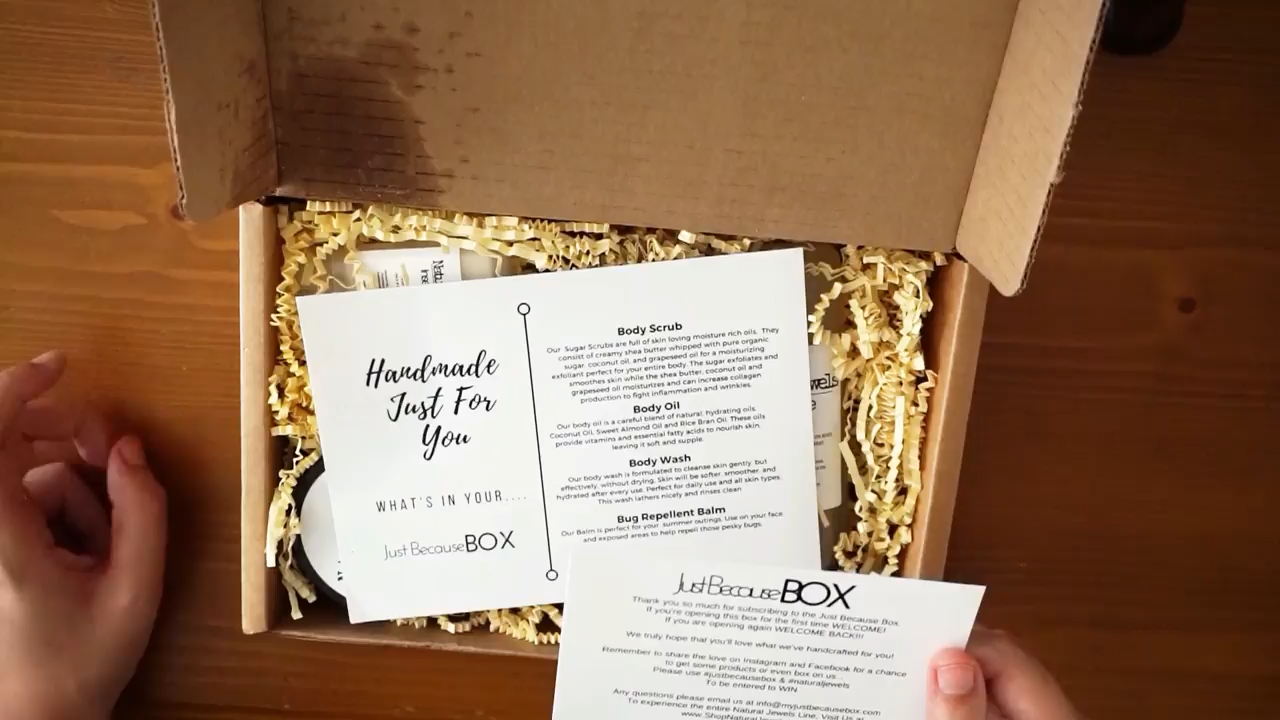 Handmade
Just For
You
WHAT'S IN YOUR....
Just Because BOX
Body Scrub
Our Sugar Scrubs are full of skin loving moisture rich oils. They
consist of creamy shea butter whipped with pure organic
sugar, coconut oil, and grapeseed oil for a moisturizing
exfoliant perfect for your entire body. The sugar exfoliates and
smoothes skin while the shea butter, coconut oil and
grapeseed oil moisturizes and can increase collagen
production to fight inflammation and wrinkles.
Body Oil
Our body oil is a careful blend of natural, hydrating oils.
Coconut Oil, Sweet Almond Oil and Rice Bran Oil. These oils
provide vitamins and essential fatty acids to nourish skin,
leaving it soft and supple.
Body Wash
Our body wash is formulated to cleanse skin gently, but
effectively, without drying. Skin will be softer, smoother, and
hydrated after every use. Perfect for daily use and all skin types.
This wash lathers nicely and rinses clean
Bug Repellent Balm
Our Balm is perfect for your summer outings. Use on your face
and exposed areas to help repell those pesky bugs.
Just Because BOX
Thank you so much for subscribing to the Just Because Box
If you're opening this box for the first time WELCOME!
If you are opening again WELCOME BACK!!!
We truly hope that you'll love what we've handcrafted for you!
Remember to share the love on Instagram and Facebook for a chance
to get some products or even box on us...
Please use #justbecausebox & #naturaljewels
To be entered to WIN
Any questions please email us at info@myjustbecausebox.com
To experience the entire Natural Jewels Line, Visit Us at